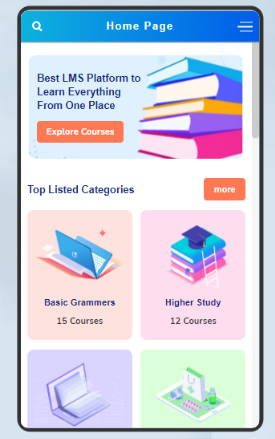 Home Page
Best LMS Platform to
Learn Everything
From One Place
Explore Courses
Top Listed Categories
more
Basic Grammers
Higher Study
15 Courses
12 Courses